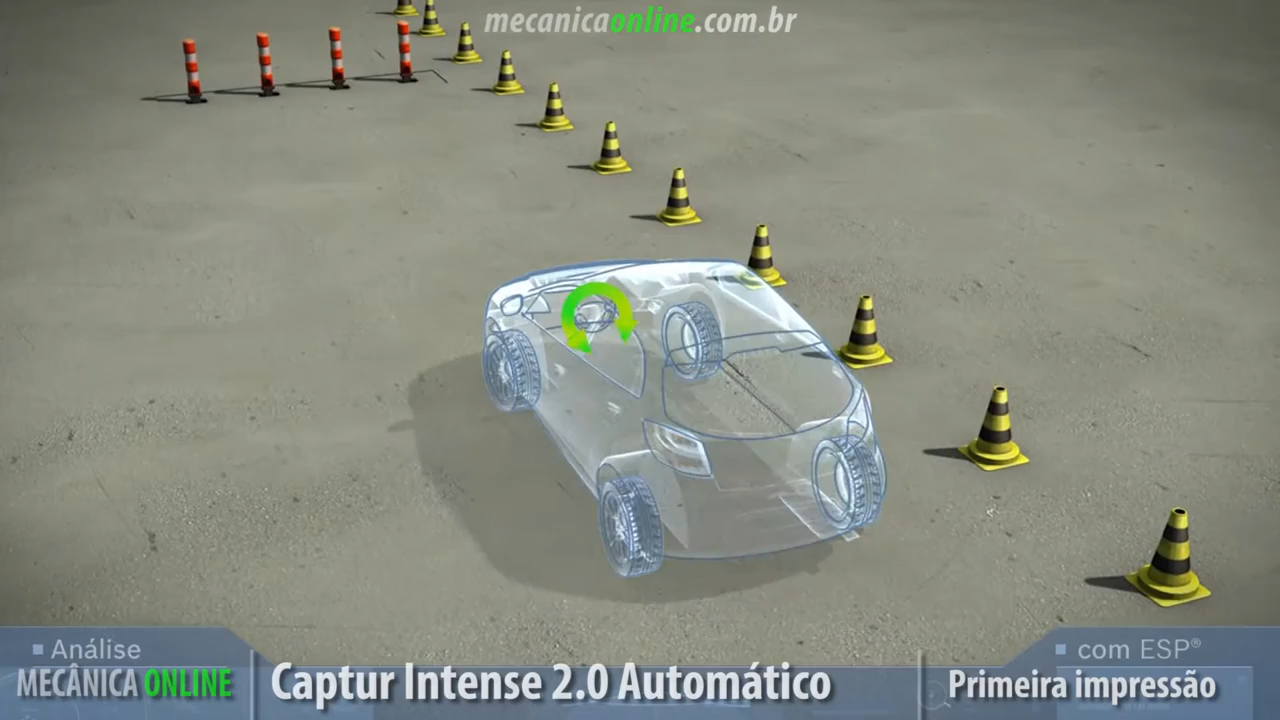 mecanicaonline.com.br
Análise
com ESP®
MECÂNICA ONLINE
Captur Intense 2.0 Automático
Primeira impressão